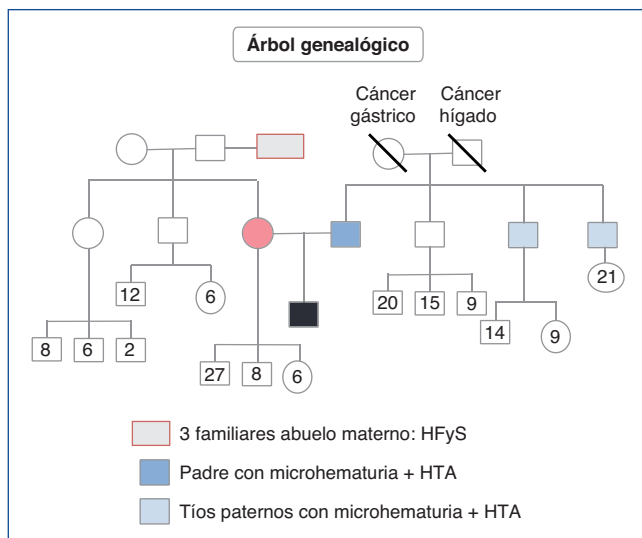 Árbol genealógico
Cáncer
gástrico
Cáncer
hígado
21
12
6
20
15
9
14
9
8
6
2
27
8
6
3 familiares abuelo materno: HFyS
Padre con microhematuria + HTA
Tíos paternos con microhematuria + HTA